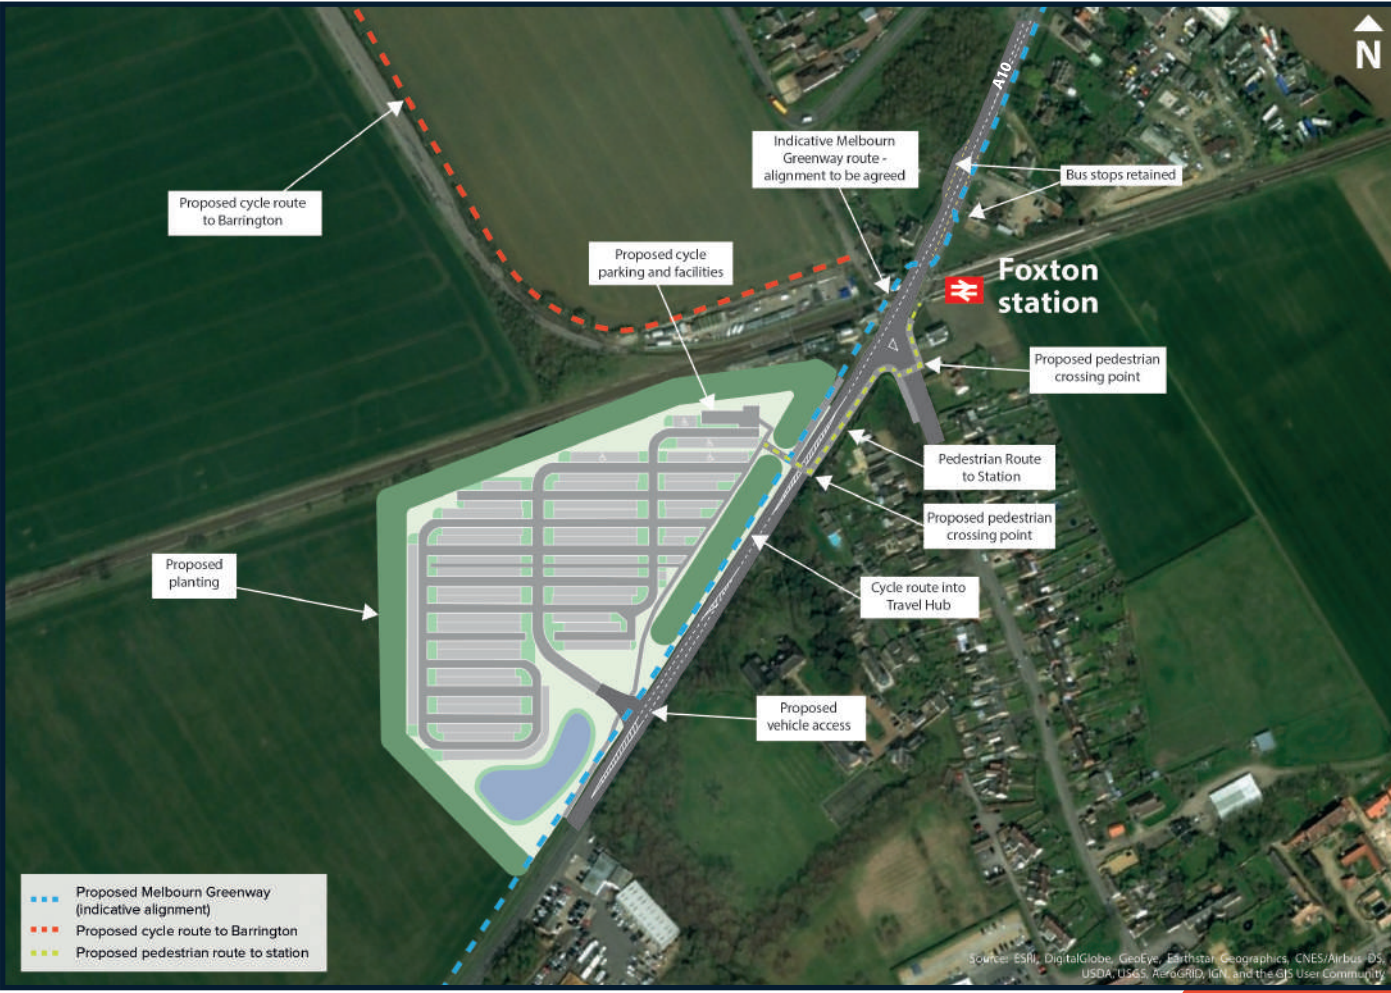 N
A10
Indicative Melbourn
Greenway route -
alignment to be agreed
Bus stops retained
Proposed cycle route
to Barrington
Proposed cycle
parking and facilities
Foxton
station
Proposed pedestrian
crossing point
Pedestrian Route
to Station
Proposed pedestrian
crossing point
Proposed
planting
Cycle route into
Travel Hub
Proposed
vehicle access
Proposed Melbourn Greenway
(indicative alignment)
Proposed cycle route to Barrington
Proposed pedestrian route to station
Source: ESRI, DigitalGlobe, GeoEye, Earthstar Geographics, CNES/Airbus DS,
USDA, USGS, AeroGRID, IGN, and the GIS User Community